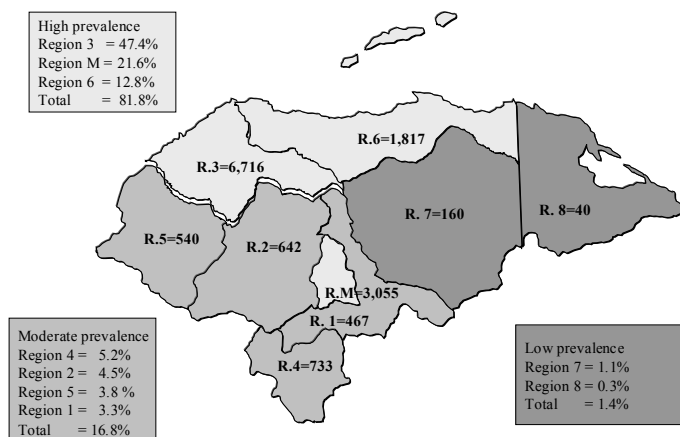 High prevalence
Region 3 = 47.4%
Region M = 21.6%
Region 6 = 12.8%
Total = 81.8%
R.6=1,817
R.3=6,716
R. 7=160
R. 8=40
R.5=540
R.2=642
R.M=3,055
R. 1=467
R.4=733
Moderate prevalence
Region 4 = 5.2%
Region 2 = 4.5%
Region 5 = 3.8 %
Region 1 = 3.3%
Total = 16.8%
Low prevalence
Region 7 = 1.1%
Region 8 = 0.3%
Total = 1.4%